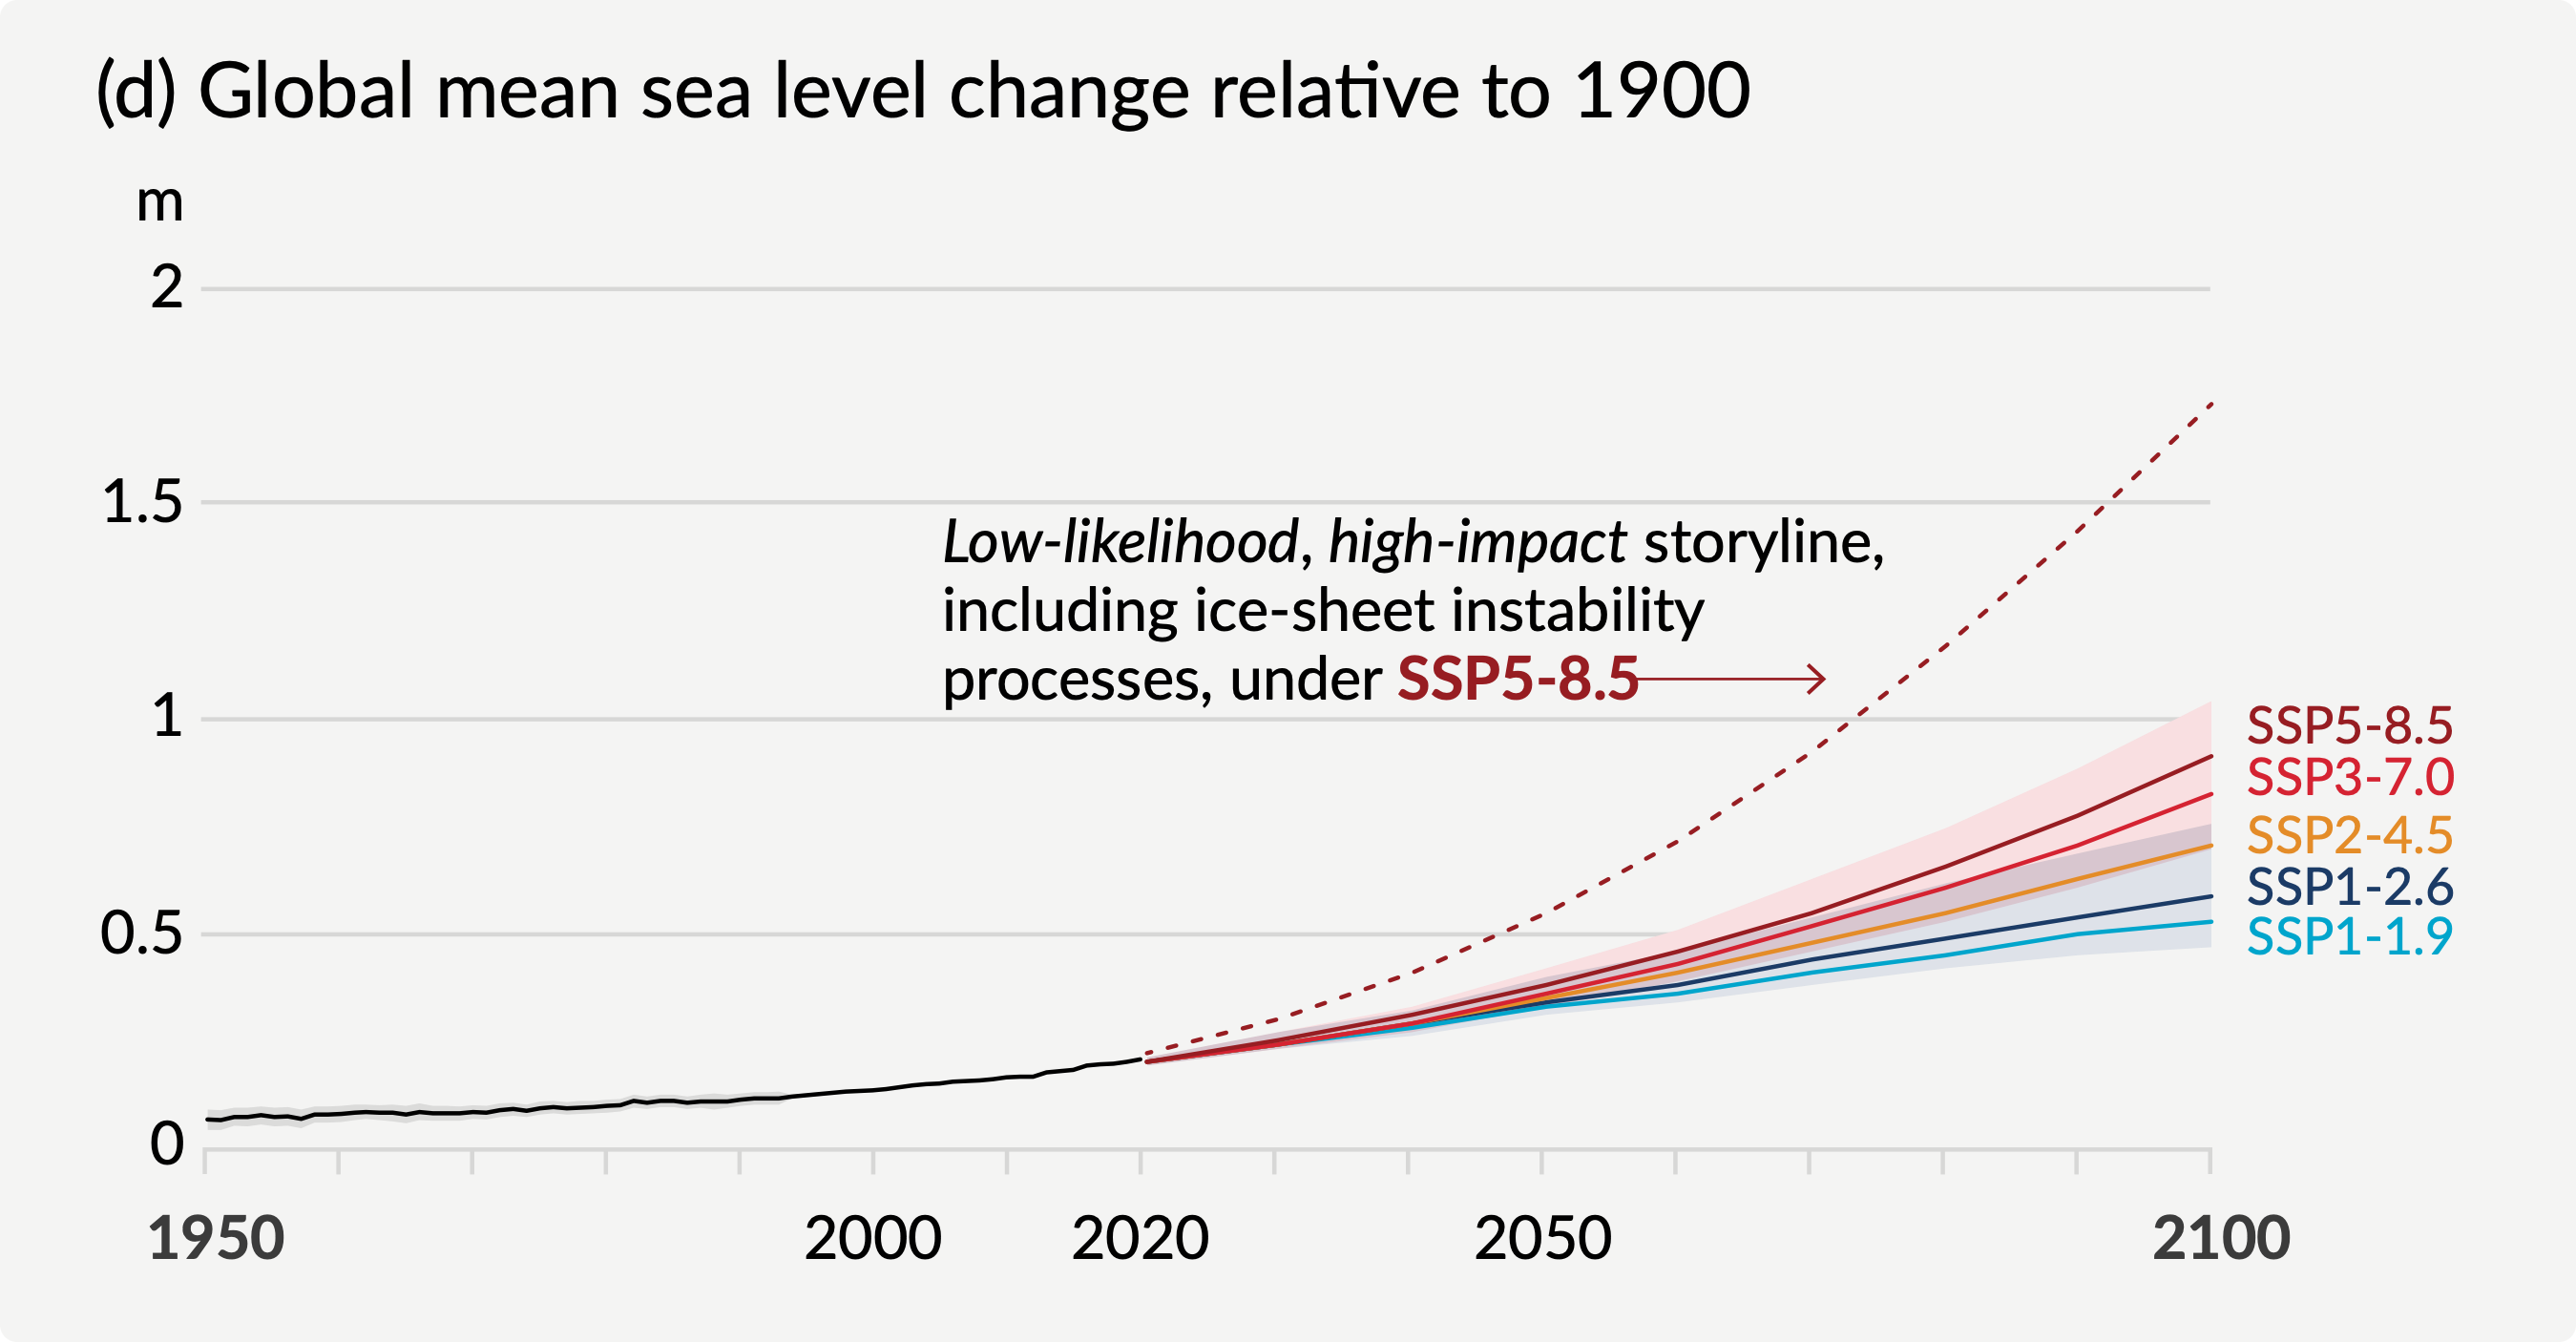 (d) Global mean sea level change relative to 1900
m
2
1.5
Low-likelihood, high-impact storyline,
including ice-sheet instability
processes, under SSP5-8.5
1
SSP5-8.5
SSP3-7.0
SSP2-4.5
SSP1-2.6
SSP1-1.9
0.5
0
1950 2000 2020 2050 2100